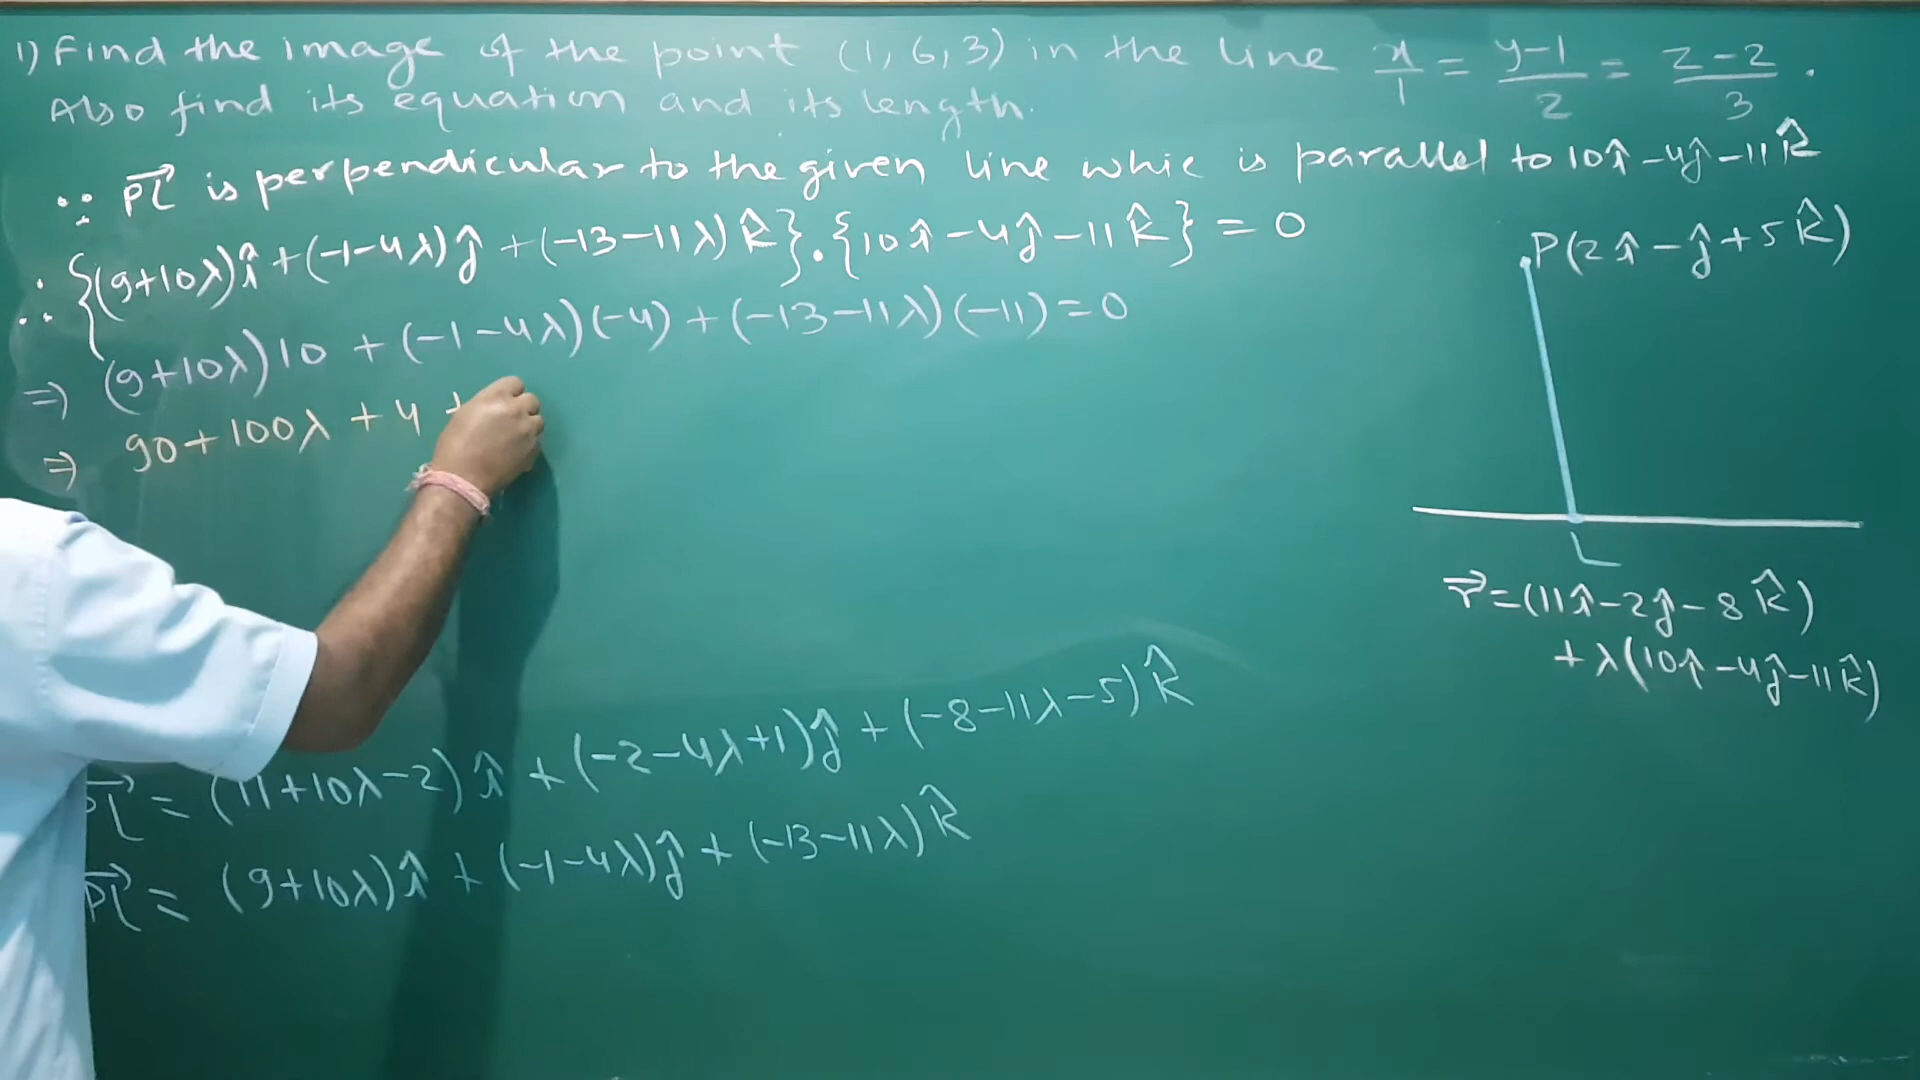 1) Find the image of the point (1, 6, 3) in the line x/1 = (y-1)/2 = (z-2)/3 .
Also find its equation and its length.
∵ PL⃗ is perpendicular to the given line whic is parallel to 10î-4ĵ-11k̂
∴ {(9+10λ)î+(-1-4λ)ĵ+(-13-11λ)k̂}.{10î-4ĵ-11k̂} = 0
⇒ (9+10λ)10 + (-1-4λ)(-4) + (-13-11λ)(-11) = 0
⇒ 90+100λ+4+
PL⃗ = (11+10λ-2)î+(-2-4λ+1)ĵ+(-8-11λ-5)k̂
PL⃗ = (9+10λ)î+(-1-4λ)ĵ+(-13-11λ)k̂
P(2î-ĵ+5k̂)
L
r⃗=(11î-2ĵ-8k̂)
+λ(10î-4ĵ-11k̂)